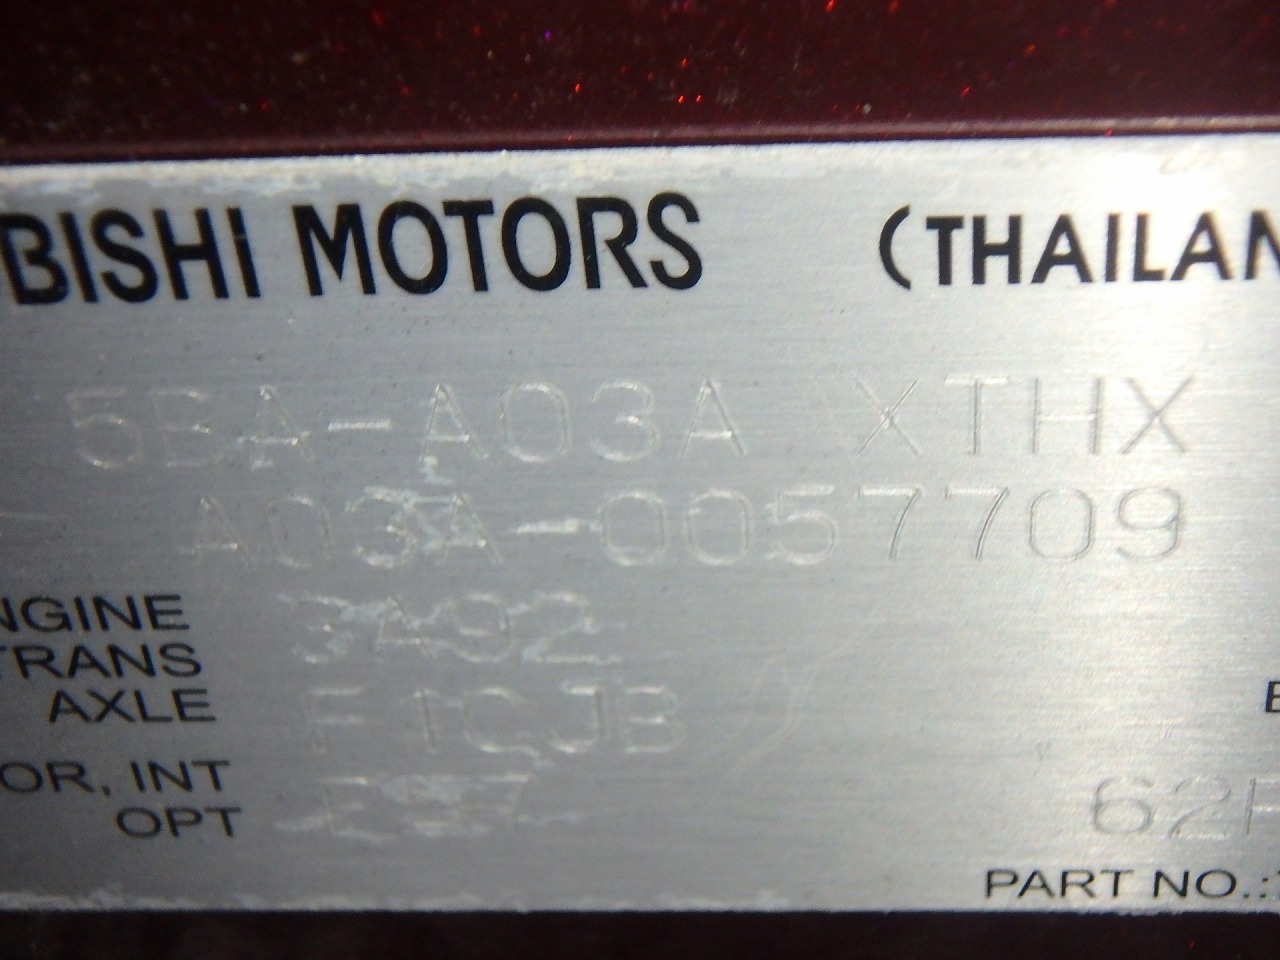 BISHI MOTORS (THAILAN
5BA-A03A XTHX
A03A-0057709
NGINE 3A92
TRANS
AXLE F1CJB
OR, INT
OPT 62
PART NO.: